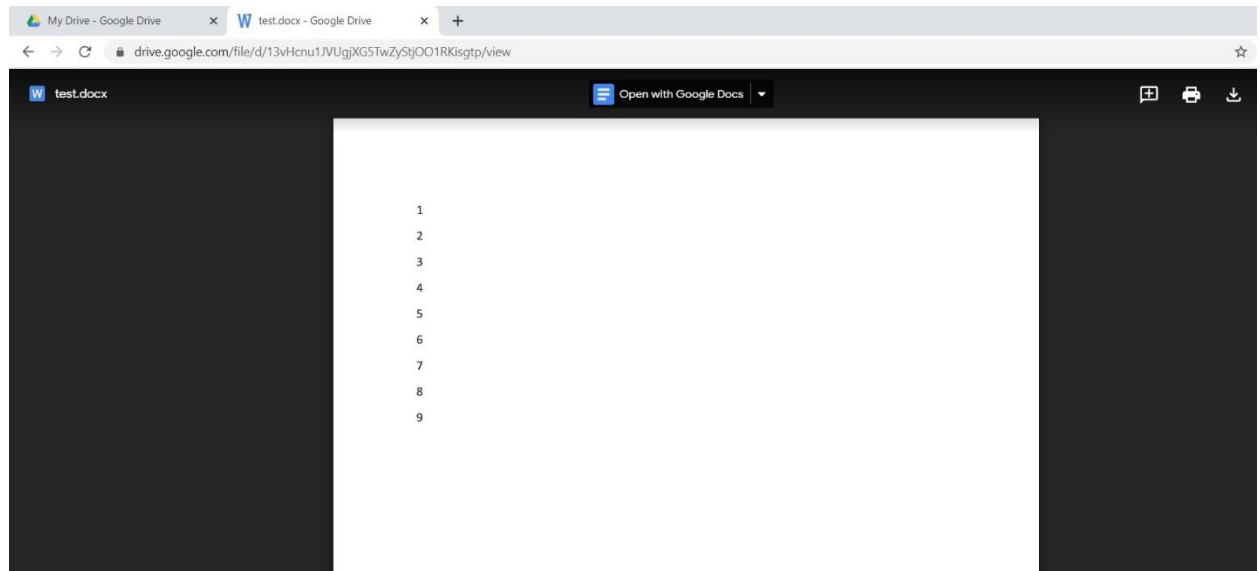 My Drive - Google Drive
test.docx - Google Drive
drive.google.com/file/d/13vHcnu1JVUgjXG5TwZyStjOO1RKisgtp/view
W test.docx
Open with Google Docs
1
2
3
4
5
6
7
8
9